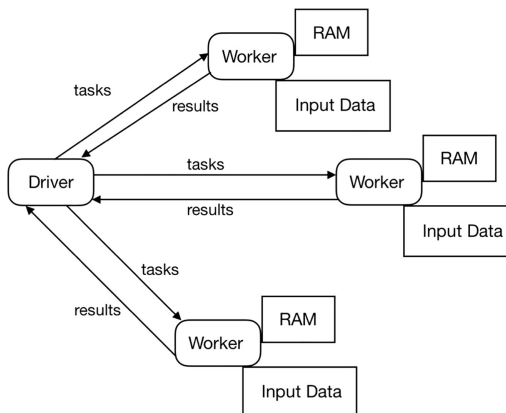 RAM
Worker
tasks
results
Input Data
RAM
tasks
Driver
Worker
results
Input Data
tasks
results
RAM
Worker
Input Data